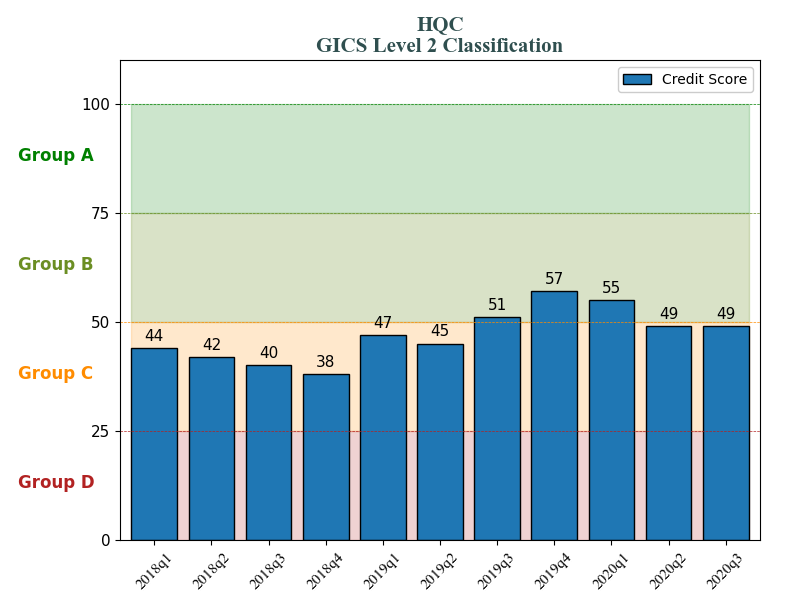 HQC
GICS Level 2 Classification
Credit Score
100
Group A
75
Group B
50
Group C
25
Group D
0
44
42
40
38
47
45
51
57
55
49
49
2018q1
2018q2
2018q3
2018q4
2019q1
2019q2
2019q3
2019q4
2020q1
2020q2
2020q3